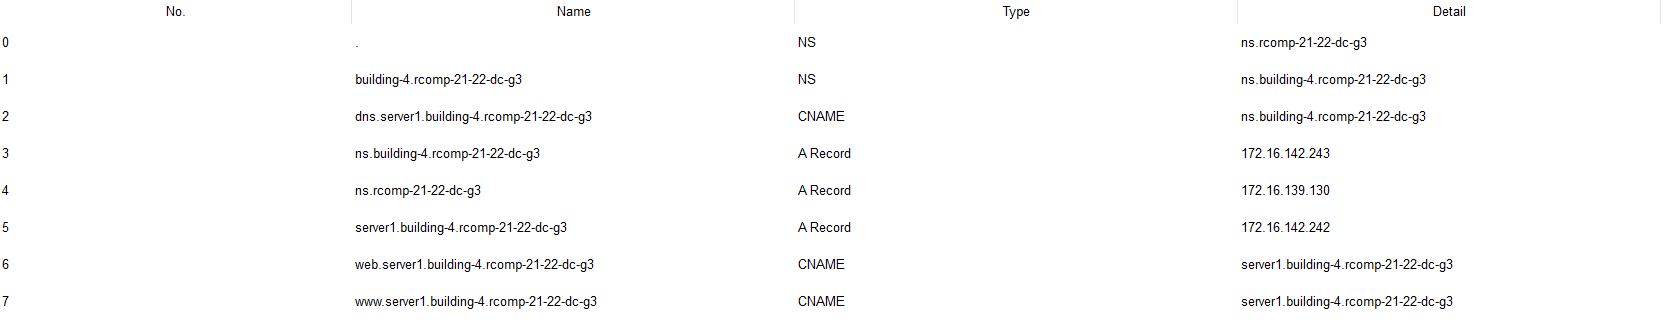 No. Name Type Detail
0 . NS ns.rcomp-21-22-dc-g3
1 building-4.rcomp-21-22-dc-g3 NS ns.building-4.rcomp-21-22-dc-g3
2 dns.server1.building-4.rcomp-21-22-dc-g3 CNAME ns.building-4.rcomp-21-22-dc-g3
3 ns.building-4.rcomp-21-22-dc-g3 A Record 172.16.142.243
4 ns.rcomp-21-22-dc-g3 A Record 172.16.139.130
5 server1.building-4.rcomp-21-22-dc-g3 A Record 172.16.142.242
6 web.server1.building-4.rcomp-21-22-dc-g3 CNAME server1.building-4.rcomp-21-22-dc-g3
7 www.server1.building-4.rcomp-21-22-dc-g3 CNAME server1.building-4.rcomp-21-22-dc-g3